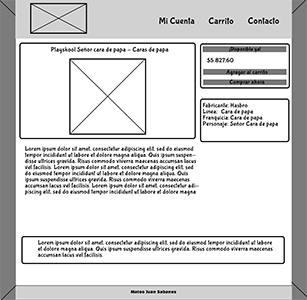 Mi Cuenta Carrito Contacto
Playskool Señor cara de papa - Caras de papa
¡Disponible ya!
$5.827,60
Agregar al carrito
Comprar ahora
Fabricante: Hasbro
Linea: Cara de papa
Franquicia: Cara de papa
Personaje: Señor Cara de papa
Lorem ipsum dolor sit amet, consectetur adipiscing elit, sed do eiusmod
tempor incididunt ut labore et dolore magna aliqua. Quis ipsum suspen-
disse ultrices gravida. Risus commodo viverra maecenas accumsan lacus
vel facilisis. Lorem ipsum dolor sit amet, consectetur adipiscing elit, sed
do eiusmod tempor incididunt ut labore et dolore magna aliqua. Quis
ipsum suspendisse ultrices gravida. Risus commodo viverra maecenas
accumsan lacus vel facilisis. Lorem ipsum dolor sit amet, consectetur adi-
piscing elit, sed do eiusmod tempor incididunt ut labore et dolore magna
Lorem ipsum dolor sit amet, consectetur adipiscing elit, sed do eiusmod tempor
incididunt ut labore et dolore magna aliqua. Quis ipsum suspendisse ultrices
gravida. Risus commodo viverra maecenas
accumsan lacus vel facilisis.
Mateo Juan Sabanes